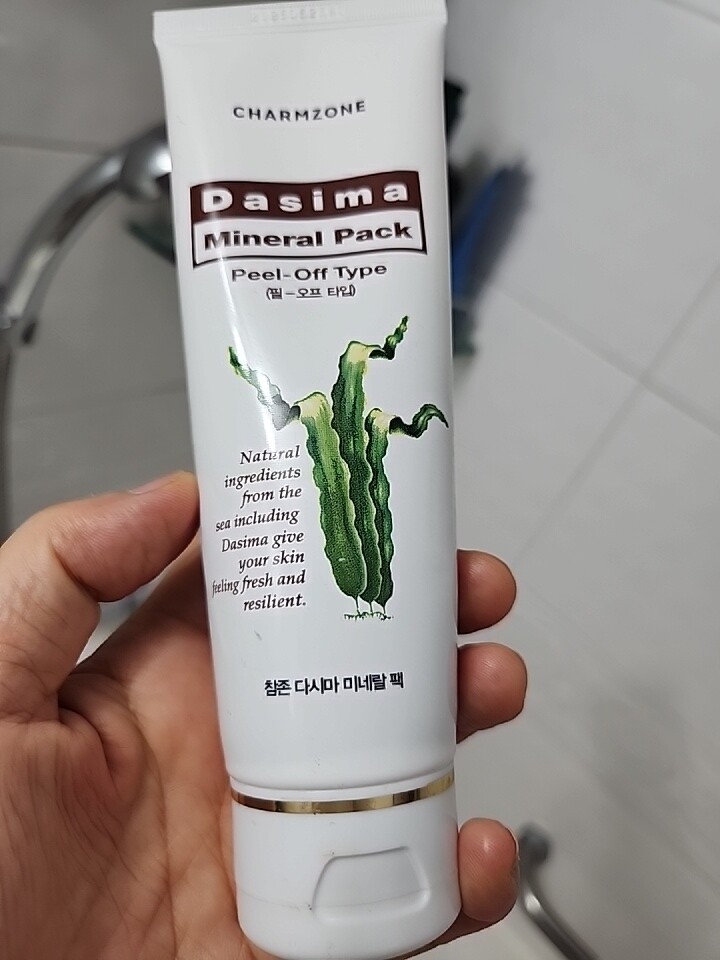 CHARMZONE
Dasima
Mineral Pack
Peel-Off Type
(필-오프 타입)
Natural
ingredients
from the
sea including
Dasima give
your skin
feeling fresh and
resilient.
참존 다시마 미네랄 팩